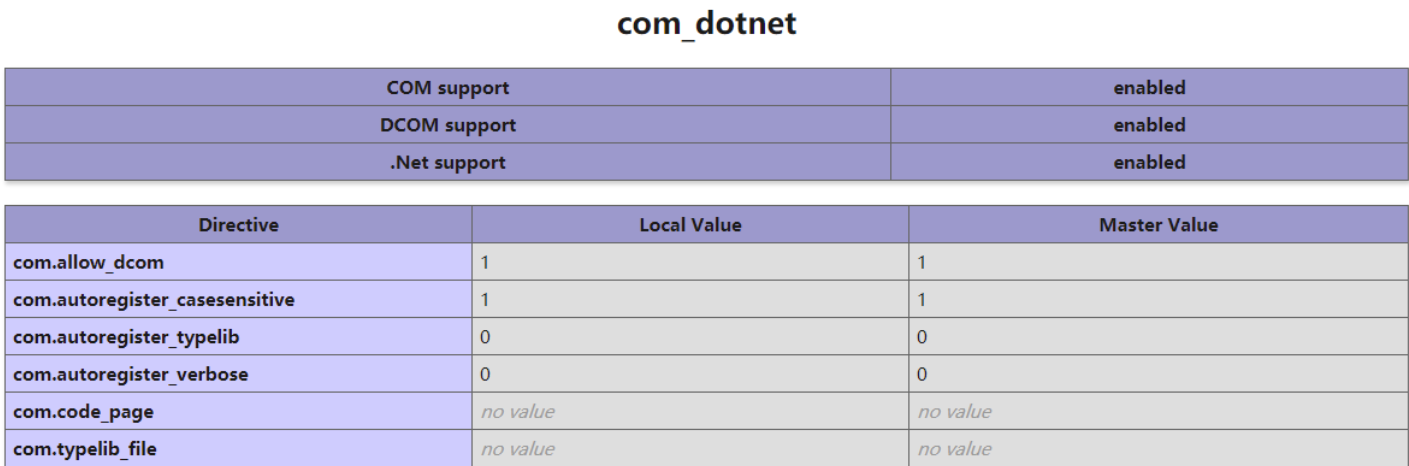 com_dotnet
COM support enabled
DCOM support enabled
.Net support enabled
Directive Local Value Master Value
com.allow_dcom 1 1
com.autoregister_casesensitive 1 1
com.autoregister_typelib 0 0
com.autoregister_verbose 0 0
com.code_page no value no value
com.typelib_file no value no value